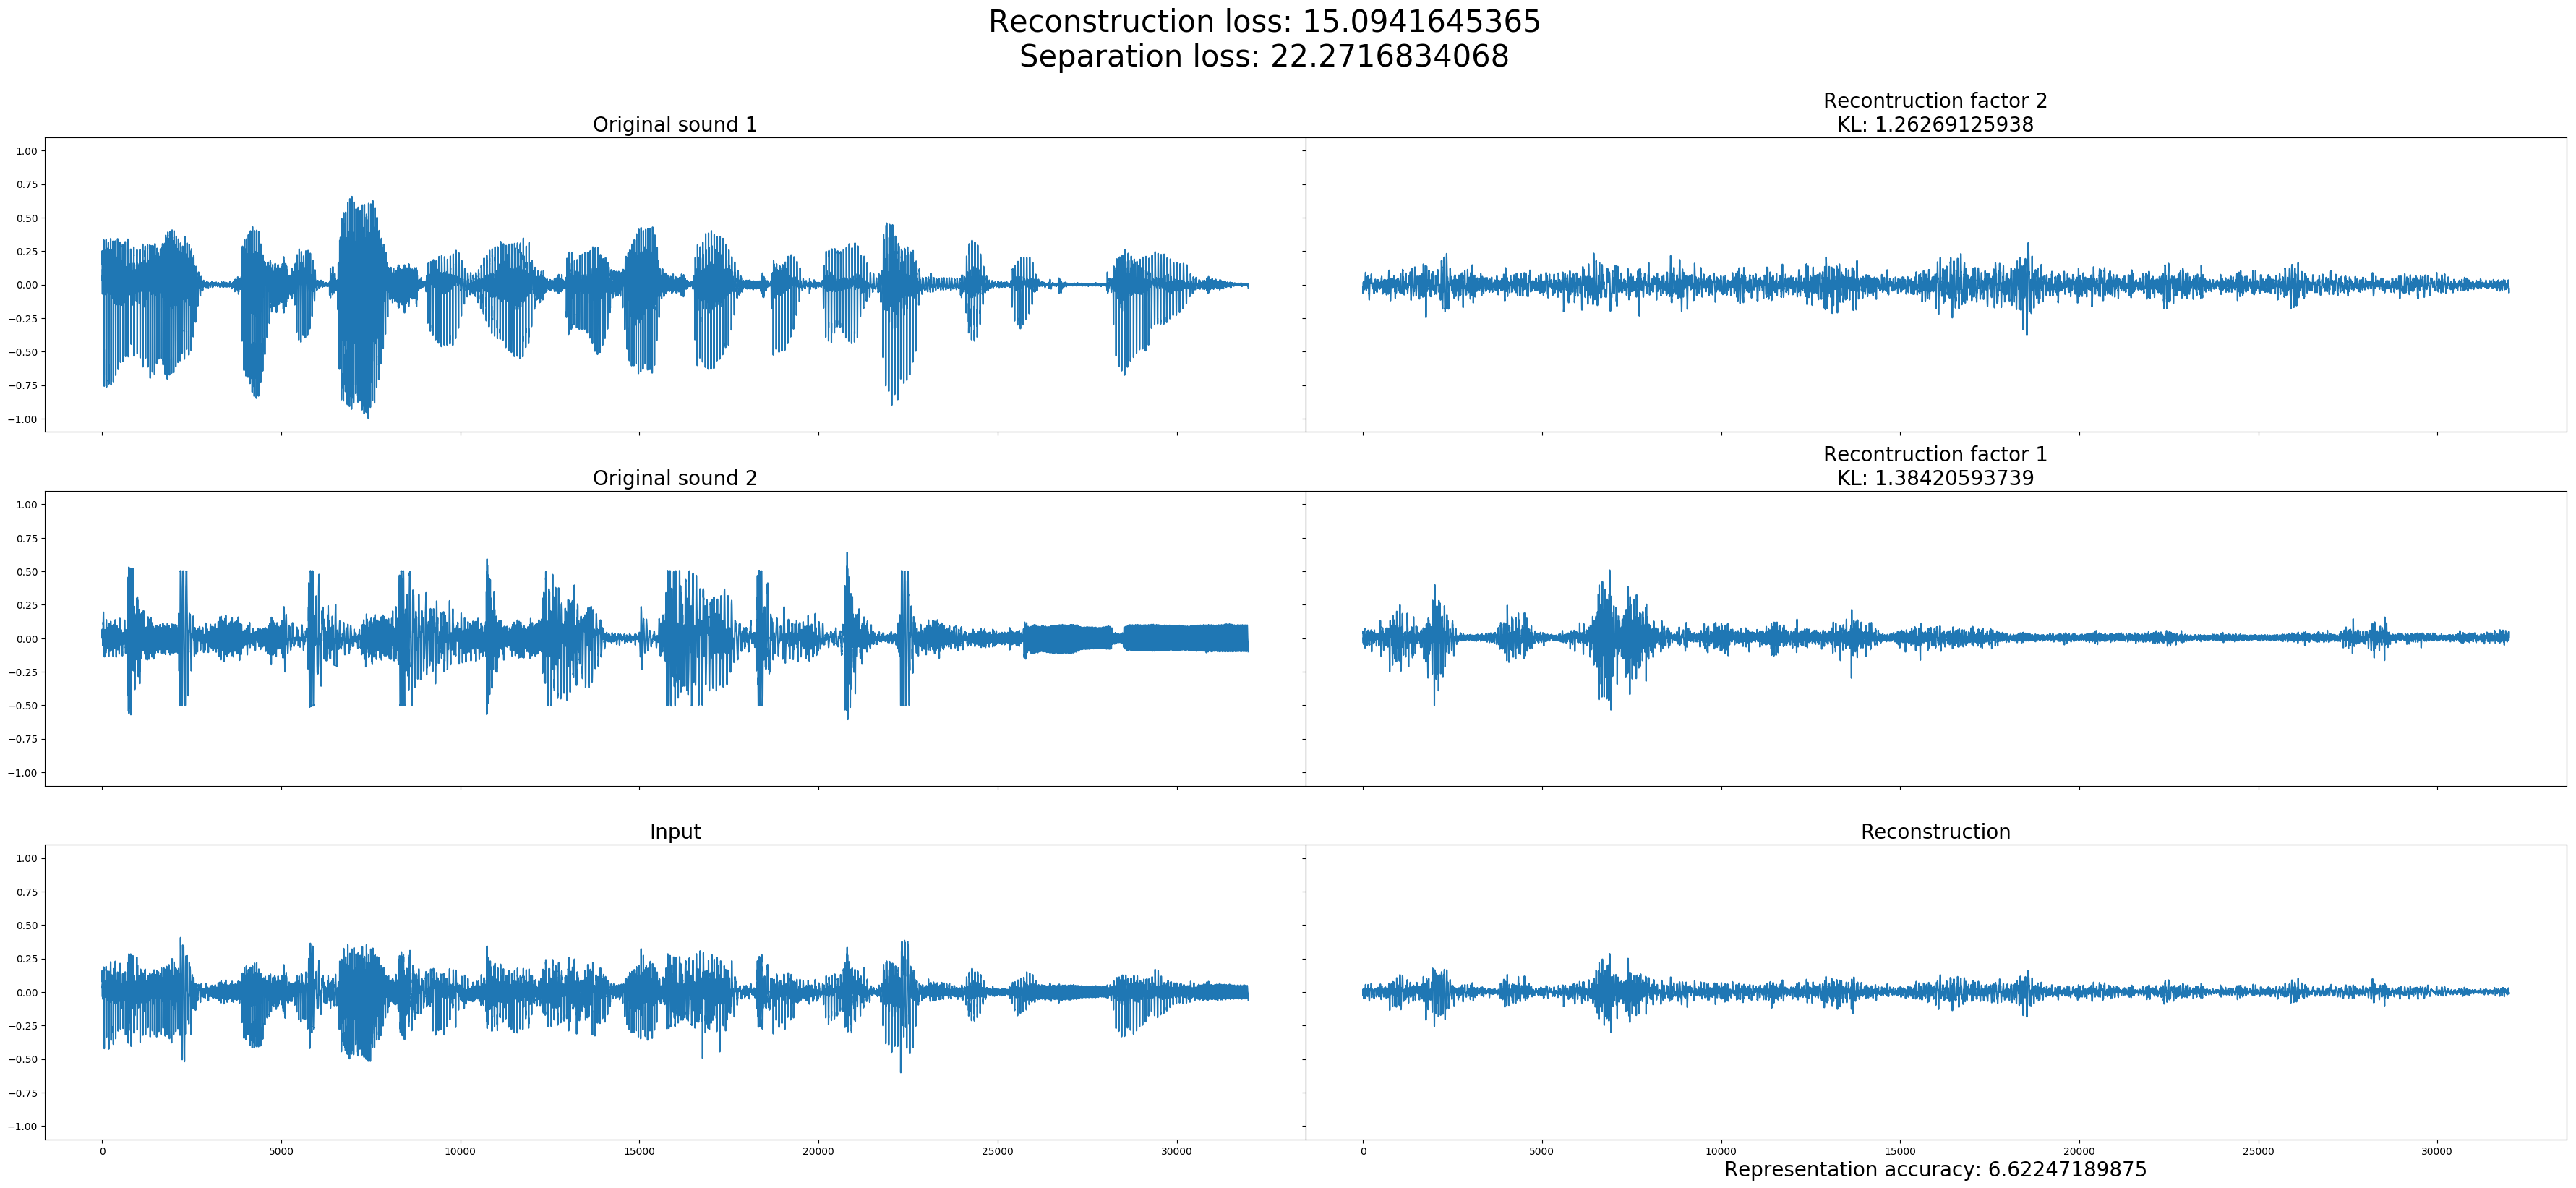 Reconstruction loss: 15.0941645365
Separation loss: 22.2716834068
Original sound 1
1.00
0.75
0.50
0.25
0.00
−0.25
−0.50
−0.75
−1.00
Recontruction factor 2
KL: 1.26269125938
Original sound 2
1.00
0.75
0.50
0.25
0.00
−0.25
−0.50
−0.75
−1.00
Recontruction factor 1
KL: 1.38420593739
Input
1.00
0.75
0.50
0.25
0.00
−0.25
−0.50
−0.75
−1.00
0 5000 10000 15000 20000 25000 30000
Reconstruction
0 5000 10000 15000 20000 25000 30000
Representation accuracy: 6.62247189875